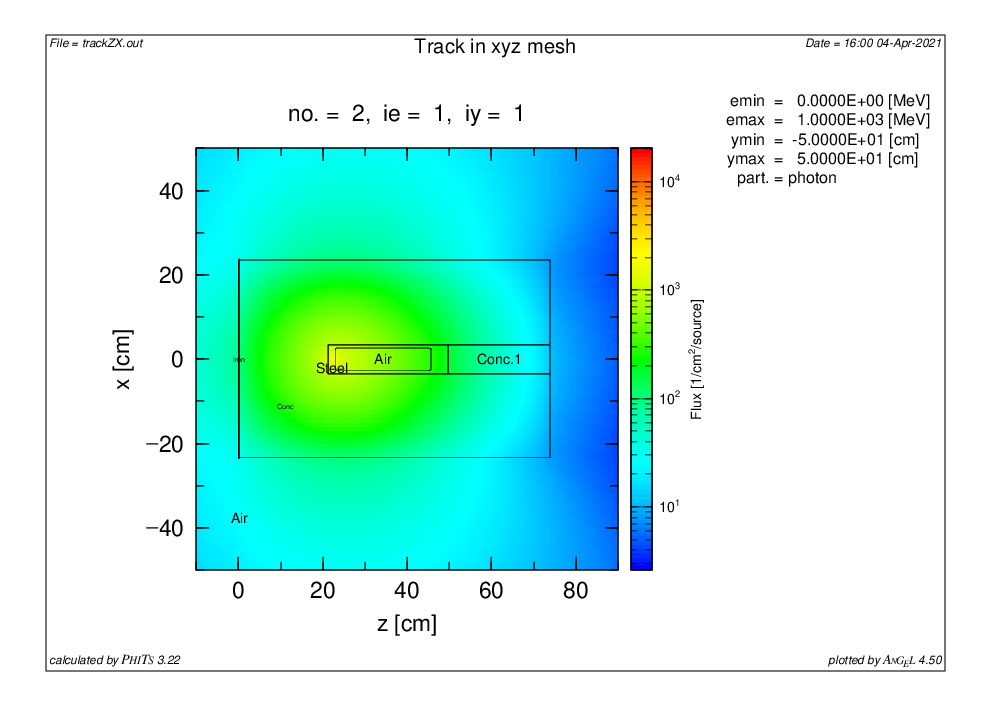 File = trackZX.out
Track in xyz mesh
Date = 16:00 04-Apr-2021
no. = 2, ie = 1, iy = 1
emin = 0.0000E+00 [MeV]
emax = 1.0000E+03 [MeV]
ymin = -5.0000E+01 [cm]
ymax = 5.0000E+01 [cm]
part. = photon
40
20
0
−20
−40
x [cm]
Iron
Steel
Air
Conc.1
Conc
Air
0 20 40 60 80
z [cm]
10^4
10^3
10^2
10^1
Flux [1/cm^2/source]
calculated by PHITS 3.22
plotted by ANGEL 4.50